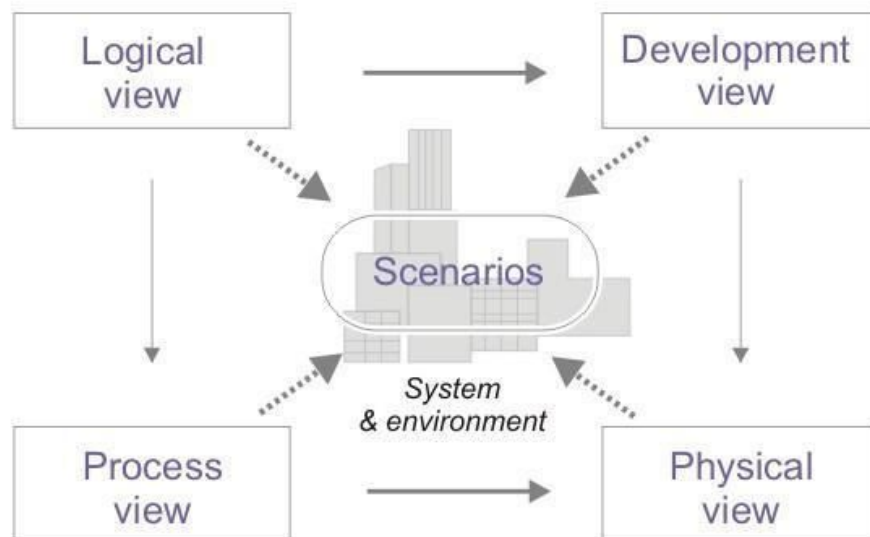 Logical
view
Development
view
Scenarios
System
& environment
Process
view
Physical
view